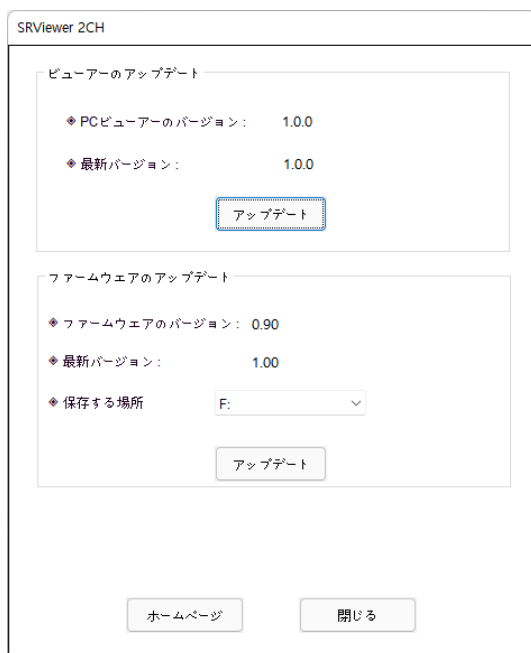 SRViewer 2CH
ビューアーのアップデート
PCビューアーのバージョン: 1.0.0
最新バージョン: 1.0.0
アップデート
ファームウエアのアップデート
ファームウエアのバージョン: 0.90
最新バージョン: 1.00
保存する場所 F:
アップデート
ホームページ 閉じる